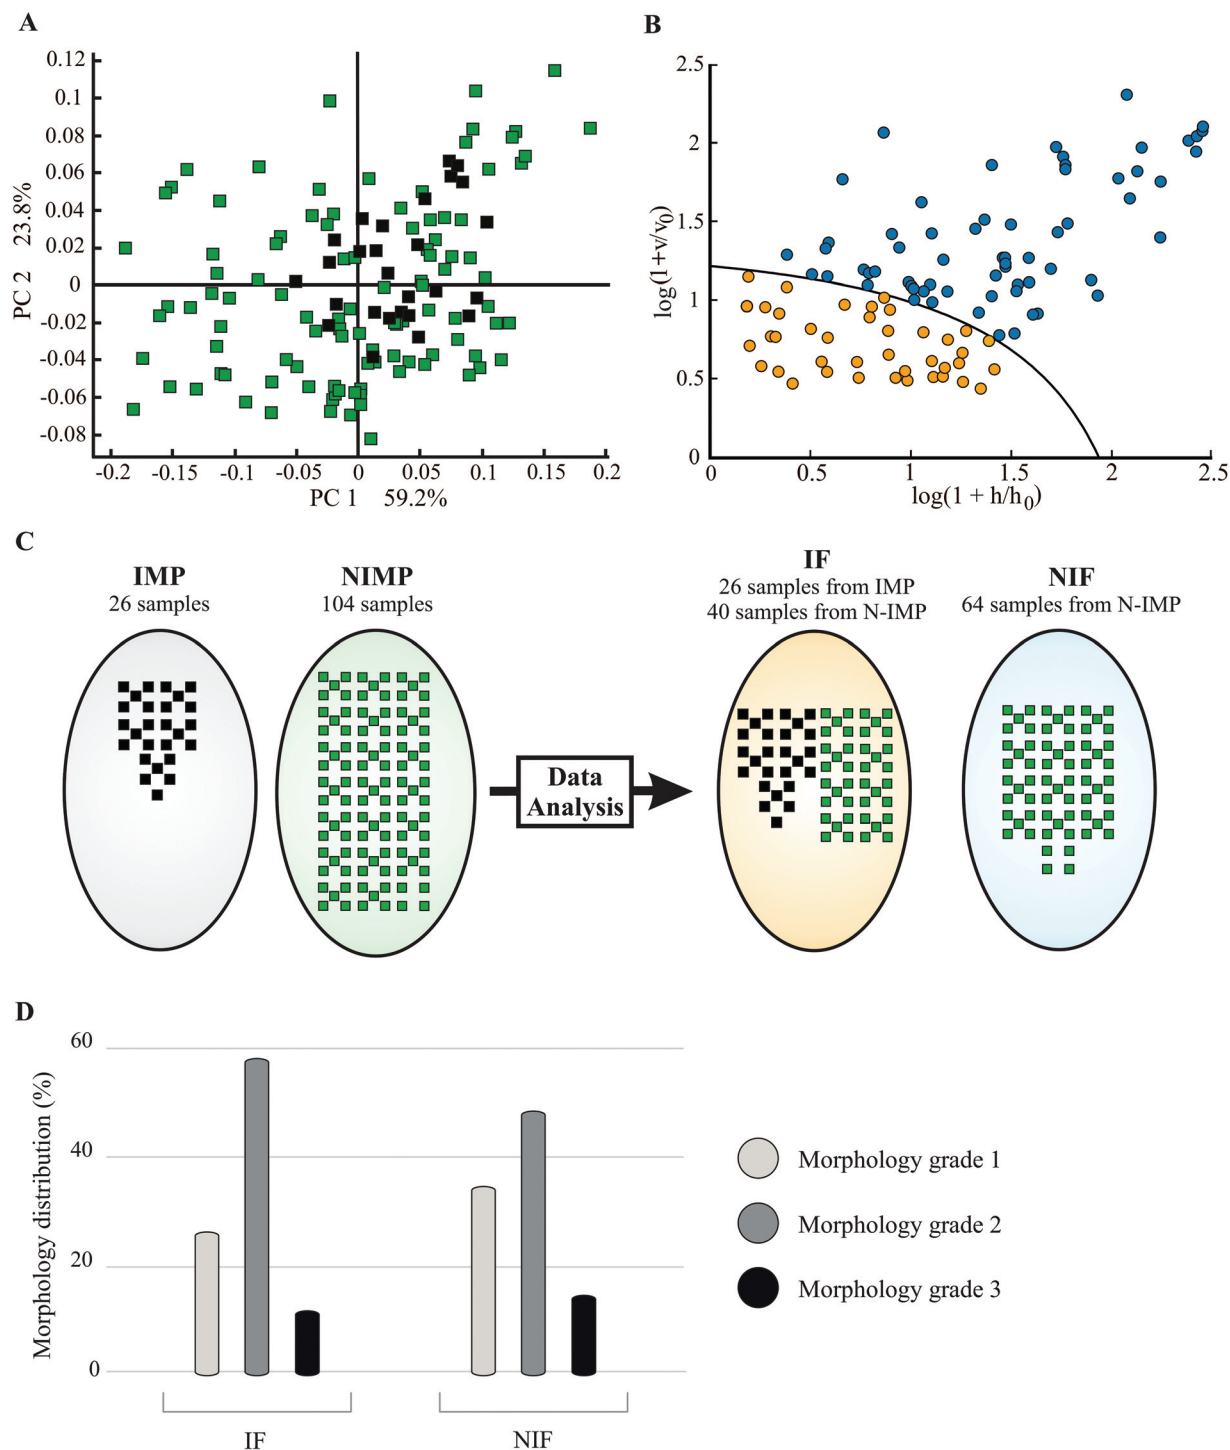 A
0.12
0.1
0.08
0.06
0.04
0.02
0
-0.02
-0.04
-0.06
-0.08
PC 2 23.8%
-0.2 -0.15 -0.1 -0.05 0 0.05 0.1 0.15 0.2
PC 1 59.2%
B
2.5
2
1.5
1
0.5
0
log(1+v/v0)
0 0.5 1 1.5 2 2.5
log(1 + h/h0)
C
IMP
26 samples
NIMP
104 samples
Data
Analysis
IF
26 samples from IMP
40 samples from N-IMP
NIF
64 samples from N-IMP
D
60
40
20
0
Morphology distribution (%)
IF NIF
Morphology grade 1
Morphology grade 2
Morphology grade 3